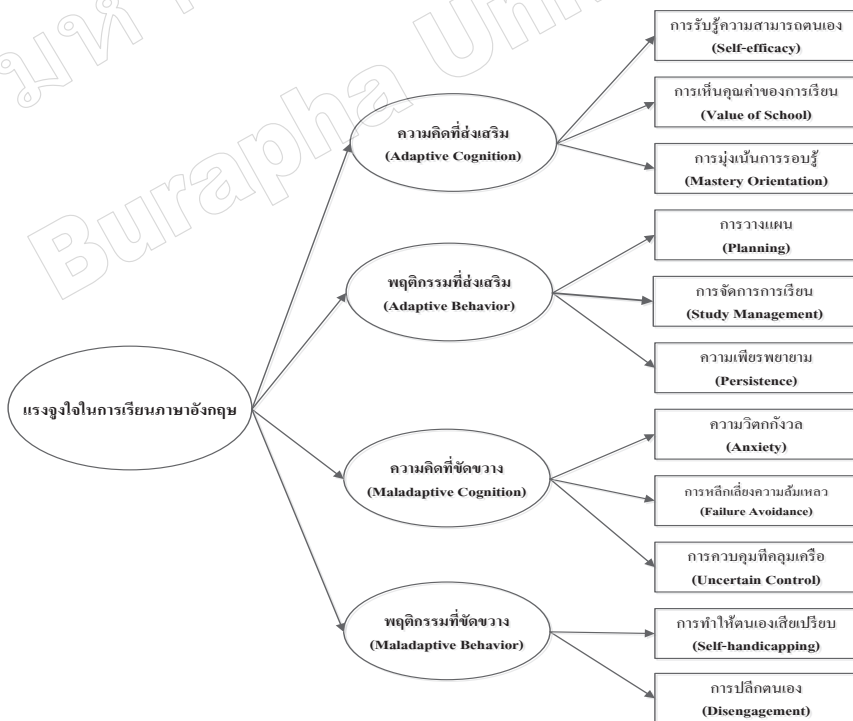 การรับรู้ความสามารถตนเอง
(Self-efficacy)
การเห็นคุณค่าของการเรียน
(Value of School)
ความคิดที่ส่งเสริม
(Adaptive Cognition)
การมุ่งเน้นการรอบรู้
(Mastery Orientation)
การวางแผน
(Planning)
พฤติกรรมที่ส่งเสริม
(Adaptive Behavior)
การจัดการการเรียน
(Study Management)
ความเพียรพยายาม
(Persistence)
แรงจูงใจในการเรียนภาษาอังกฤษ
ความวิตกกังวล
(Anxiety)
ความคิดที่ขัดขวาง
(Maladaptive Cognition)
การหลีกเลี่ยงความล้มเหลว
(Failure Avoidance)
การควบคุมที่คลุมเครือ
(Uncertain Control)
พฤติกรรมที่ขัดขวาง
(Maladaptive Behavior)
การทำให้ตนเองเสียเปรียบ
(Self-handicapping)
การปลีกตนเอง
(Disengagement)
Burapha